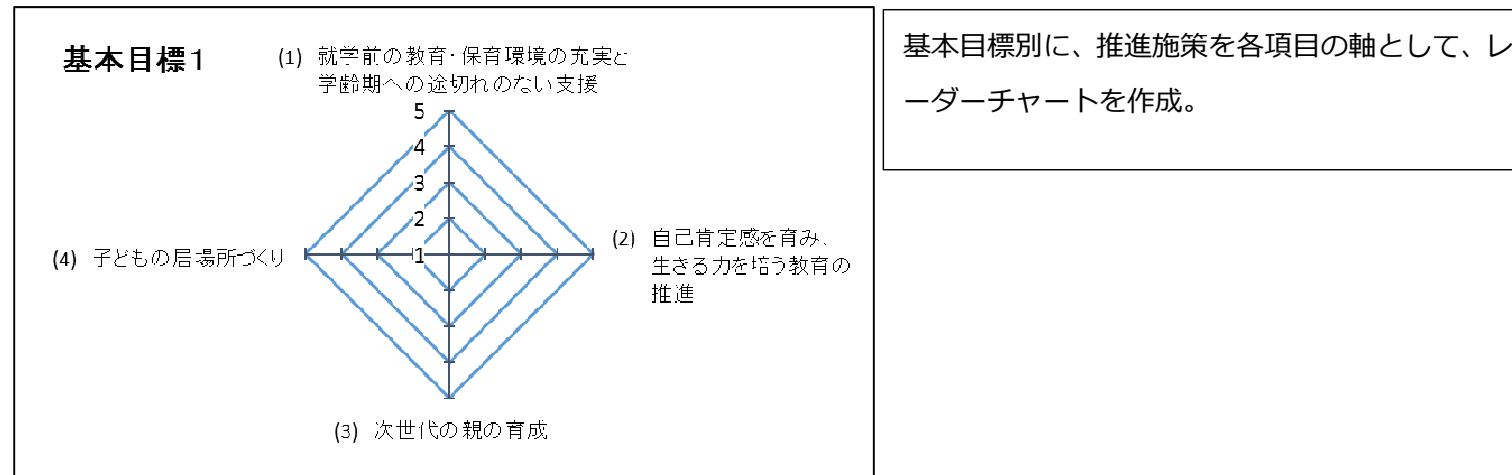 基本目標1
(1) 就学前の教育・保育環境の充実と
学齢期への途切れのない支援
5
4
3
2
1
(2) 自己肯定感を育み、
生きる力を培う教育の
推進
(4) 子どもの居場所づくり
(3) 次世代の親の育成
基本目標別に、推進施策を各項目の軸として、レ
ーダーチャートを作成。